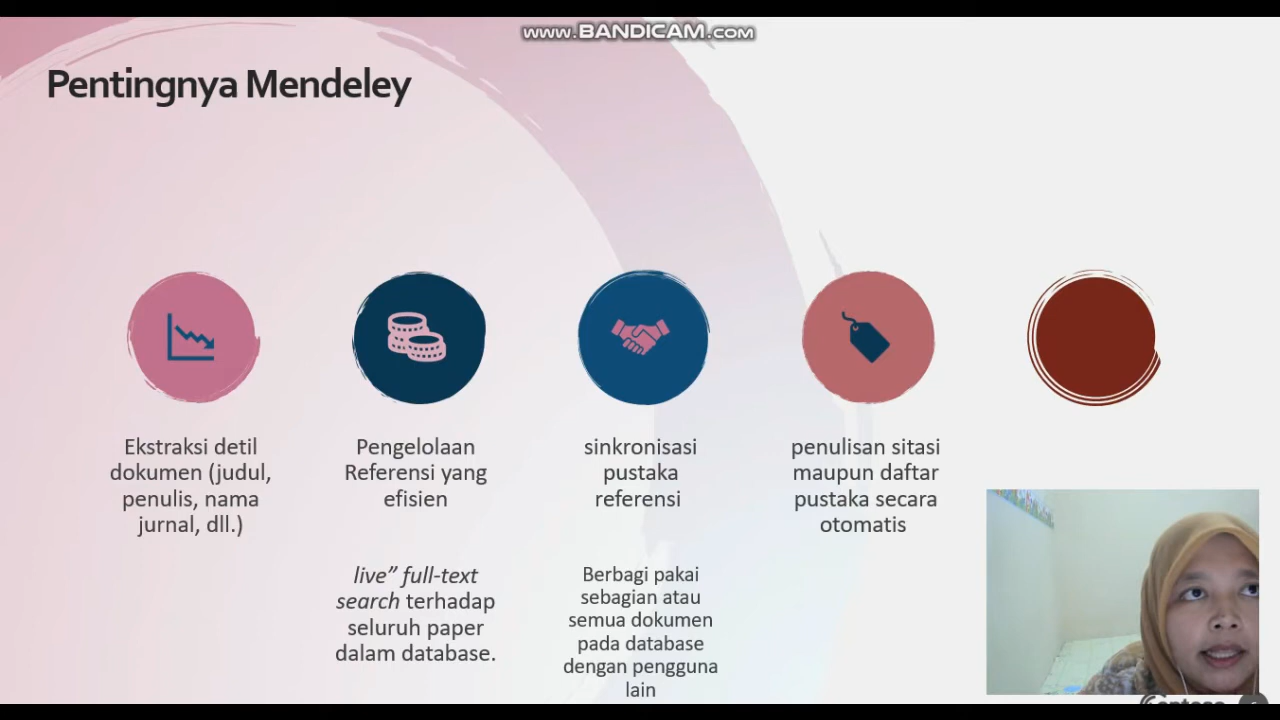 www.BANDICAM.com
Pentingnya Mendeley
Ekstraksi detil
dokumen (judul,
penulis, nama
jurnal, dll.)
Pengelolaan
Referensi yang
efisien
live” full-text
search terhadap
seluruh paper
dalam database.
sinkronisasi
pustaka
referensi
Berbagi pakai
sebagian atau
semua dokumen
pada database
dengan pengguna
lain
penulisan sitasi
maupun daftar
pustaka secara
otomatis